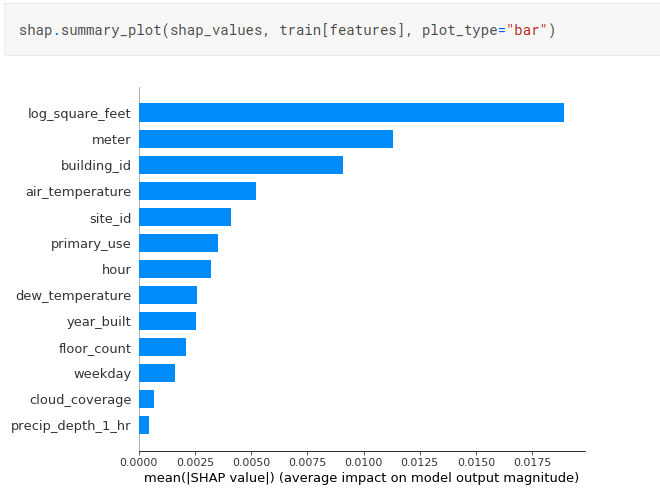 shap.summary_plot(shap_values, train[features], plot_type="bar")
log_square_feet
meter
building_id
air_temperature
site_id
primary_use
hour
dew_temperature
year_built
floor_count
weekday
cloud_coverage
precip_depth_1_hr
0.0000 0.0025 0.0050 0.0075 0.0100 0.0125 0.0150 0.0175
mean(|SHAP value|) (average impact on model output magnitude)